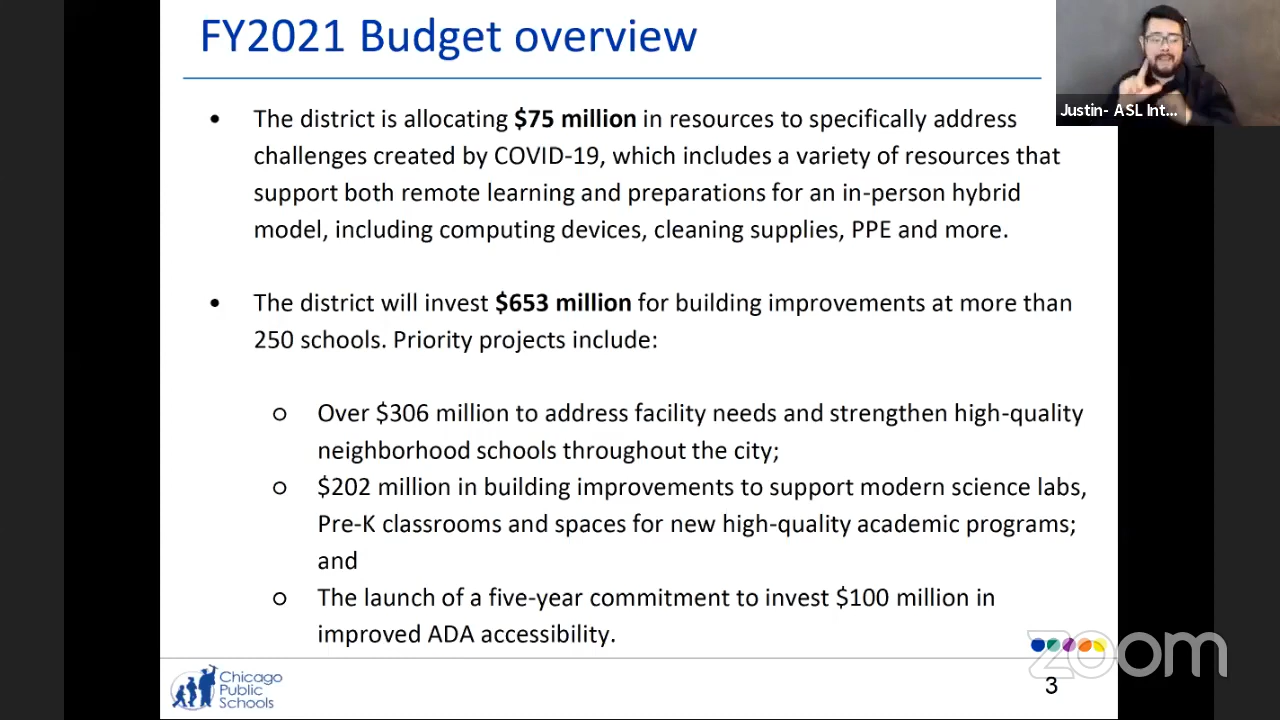 FY2021 Budget overview
Justin- ASL Int...
• The district is allocating $75 million in resources to specifically address
challenges created by COVID-19, which includes a variety of resources that
support both remote learning and preparations for an in-person hybrid
model, including computing devices, cleaning supplies, PPE and more.
• The district will invest $653 million for building improvements at more than
250 schools. Priority projects include:
○ Over $306 million to address facility needs and strengthen high-quality
neighborhood schools throughout the city;
○ $202 million in building improvements to support modern science labs,
Pre-K classrooms and spaces for new high-quality academic programs;
and
○ The launch of a five-year commitment to invest $100 million in
improved ADA accessibility.
zoom
Chicago
Public
Schools
3